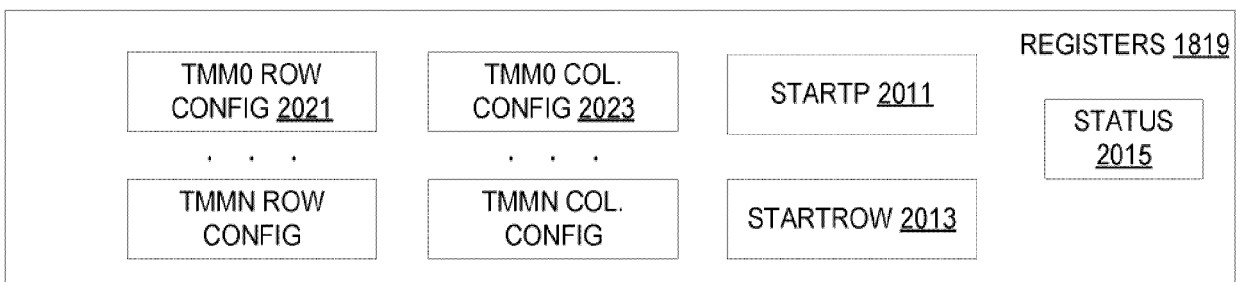 REGISTERS 1819
TMM0 ROW
CONFIG 2021
TMM0 COL.
CONFIG 2023
STARTP 2011
STATUS
2015
. . .
. . .
TMMN ROW
CONFIG
TMMN COL.
CONFIG
STARTROW 2013